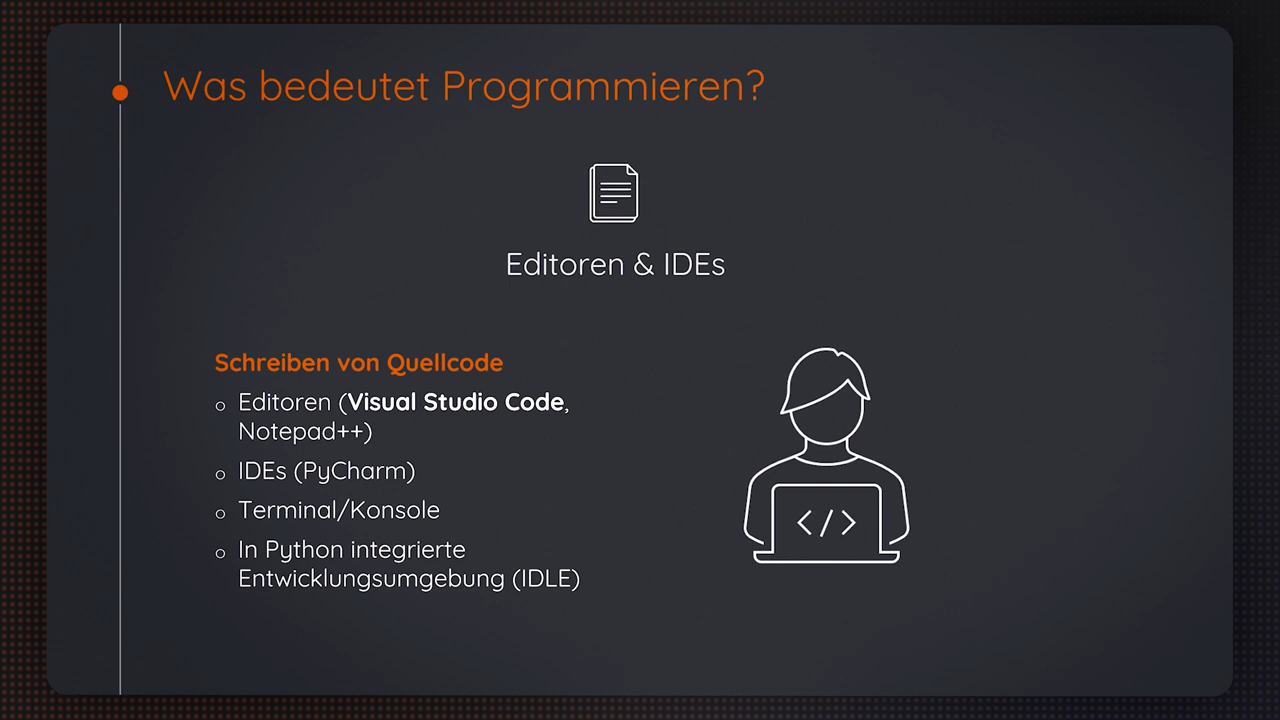 Was bedeutet Programmieren?
Editoren & IDEs
Schreiben von Quellcode
o Editoren (Visual Studio Code,
Notepad++)
o IDEs (PyCharm)
o Terminal/Konsole
o In Python integrierte
Entwicklungsumgebung (IDLE)
</>